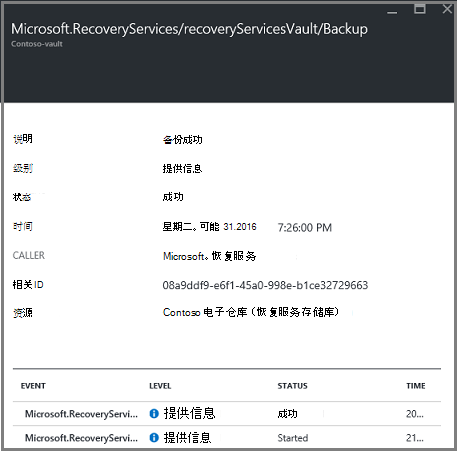 Microsoft.RecoveryServices/recoveryServicesVault/Backup
Contoso-vault
说明 备份成功
级别 提供信息
状态 成功
时间 星期二。可能 31.2016 7:26:00 PM
CALLER Microsoft。恢复服务
相关 ID 08a9ddf9-e6f1-45a0-998e-b1ce32729663
资源 Contoso 电子仓库（恢复服务存储库）
EVENT LEVEL STATUS TIME
Microsoft.RecoveryServi... 提供信息 成功 20...
Microsoft.RecoveryServi... 提供信息 Started 21...